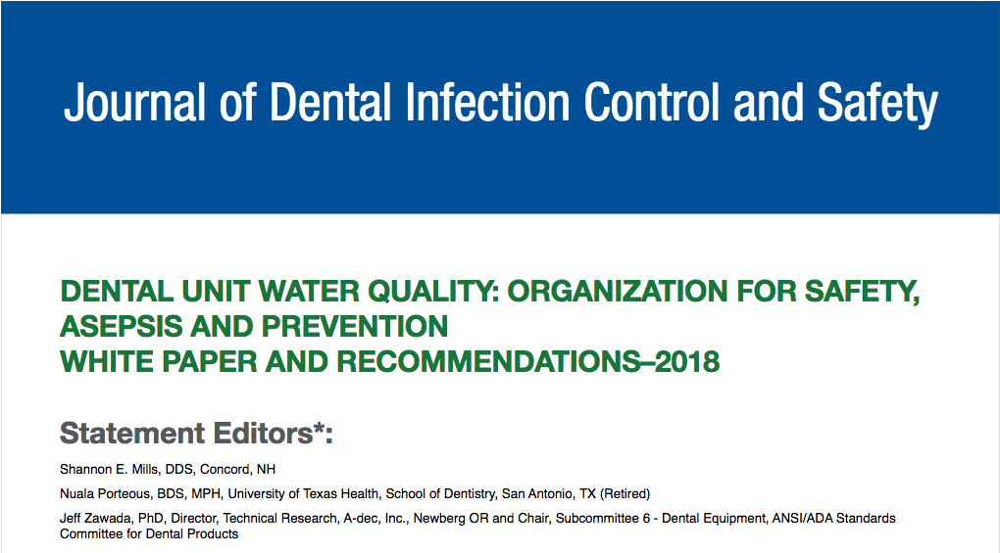 Journal of Dental Infection Control and Safety
DENTAL UNIT WATER QUALITY: ORGANIZATION FOR SAFETY,
ASEPSIS AND PREVENTION
WHITE PAPER AND RECOMMENDATIONS–2018
Statement Editors*:
Shannon E. Mills, DDS, Concord, NH
Nuala Porteous, BDS, MPH, University of Texas Health, School of Dentistry, San Antonio, TX (Retired)
Jeff Zawada, PhD, Director, Technical Research, A-dec, Inc., Newberg OR and Chair, Subcommittee 6 - Dental Equipment, ANSI/ADA Standards
Committee for Dental Products